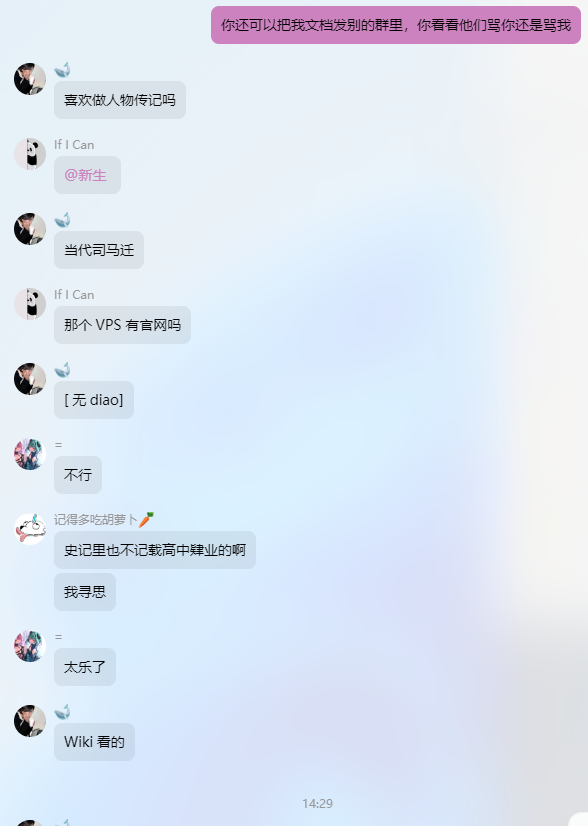 你还可以把我文档发别的群里，你看看他们骂你还是骂我
喜欢做人物传记吗
If I Can
@新生
当代司马迁
If I Can
那个 VPS 有官网吗
[ 无 diao]
=
不行
记得多吃胡萝卜🥕
史记里也不记载高中肄业的啊
我寻思
=
太乐了
Wiki 看的
14:29